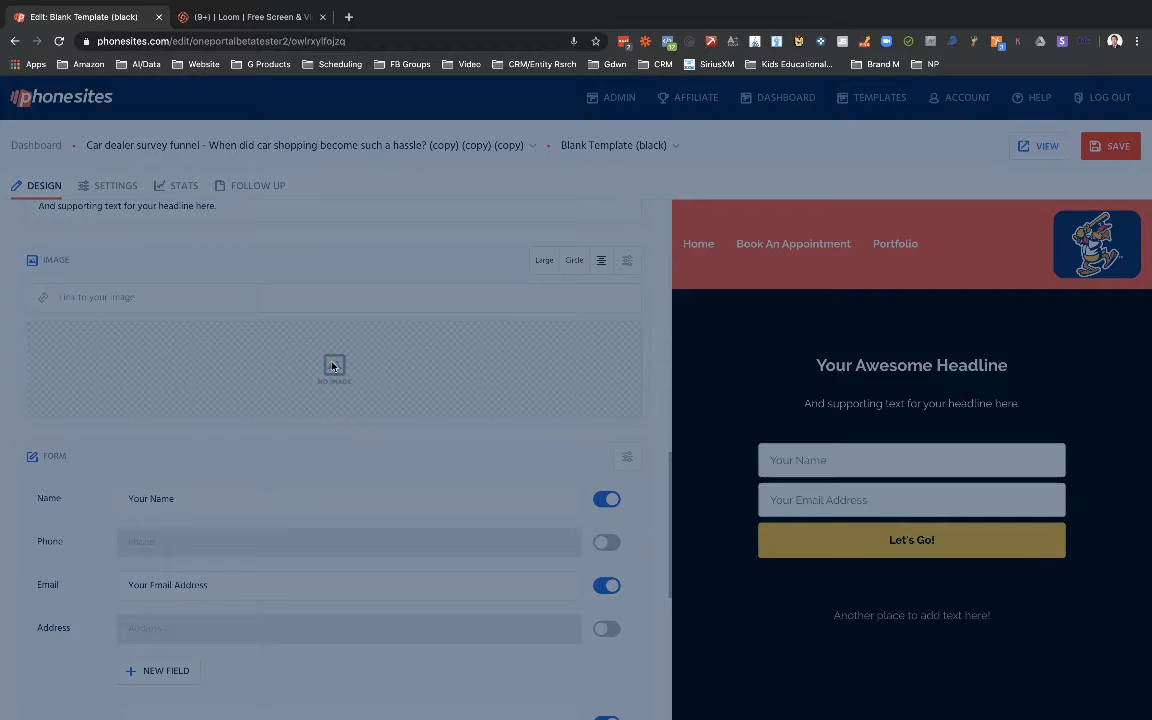 Edit: Blank Template (black)
(9+) | Loom | Free Screen & Vi
phonesites.com/edit/oneportalbetatester2/owlrxylfojzq
Apps
Amazon
AI/Data
Website
G Products
Scheduling
FB Groups
Video
CRM/Entity Rsrch
Gdwn
CRM
SiriusXM
Kids Educational...
Brand M
NP
phonesites
ADMIN
AFFILIATE
DASHBOARD
TEMPLATES
ACCOUNT
HELP
LOG OUT
Dashboard • Car dealer survey funnel - When did car shopping become such a hassle? (copy) (copy) (copy) • Blank Template (black)
VIEW
SAVE
DESIGN
SETTINGS
STATS
FOLLOW UP
And supporting text for your headline here.
IMAGE
Large
Circle
Link to your image
NO IMAGE
FORM
Name
Your Name
Phone
Phone
Email
Your Email Address
Address
Address
NEW FIELD
Home
Book An Appointment
Portfolio
Your Awesome Headline
And supporting text for your headline here.
Your Name
Your Email Address
Let's Go!
Another place to add text here!